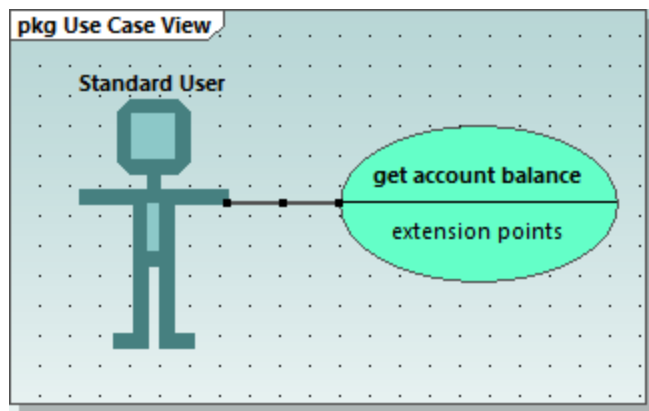 pkg Use Case View
Standard User
get account balance
extension points